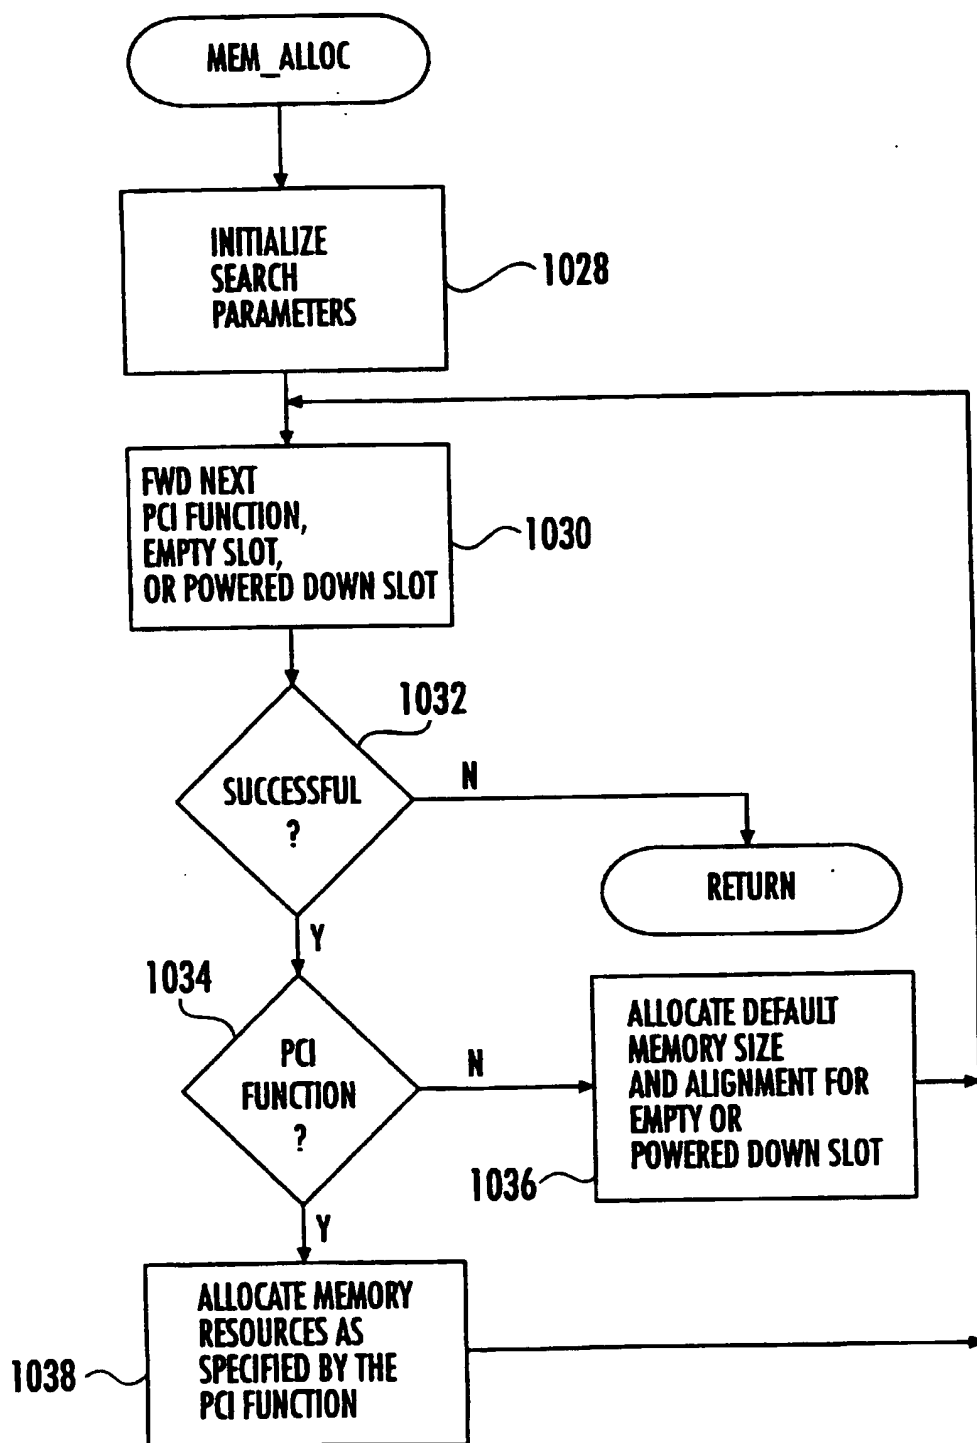 MEM_ALLOC
INITIALIZE
SEARCH
PARAMETERS
1028
FWD NEXT
PCI FUNCTION,
EMPTY SLOT,
OR POWERED DOWN SLOT
1030
1032
SUCCESSFUL
?
N
RETURN
Y
1034
PCI
FUNCTION
?
N
ALLOCATE DEFAULT
MEMORY SIZE
AND ALIGNMENT FOR
EMPTY OR
POWERED DOWN SLOT
1036
Y
ALLOCATE MEMORY
RESOURCES AS
SPECIFIED BY THE
PCI FUNCTION
1038